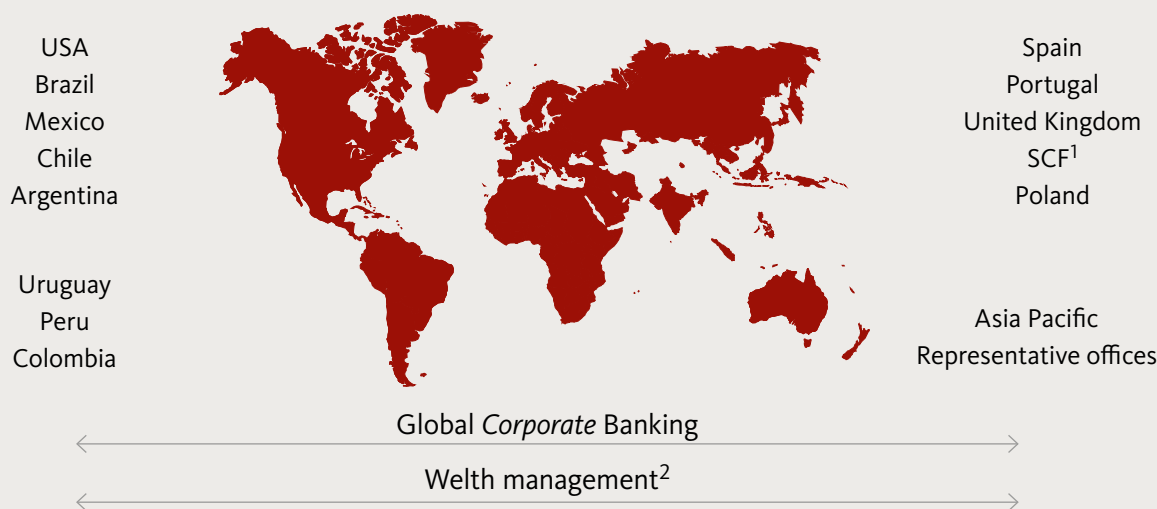 USA
Brazil
Mexico
Chile
Argentina
Uruguay
Peru
Colombia
Spain
Portugal
United Kingdom
SCF1
Poland
Asia Pacific
Representative offices
Global Corporate Banking
Welth management2